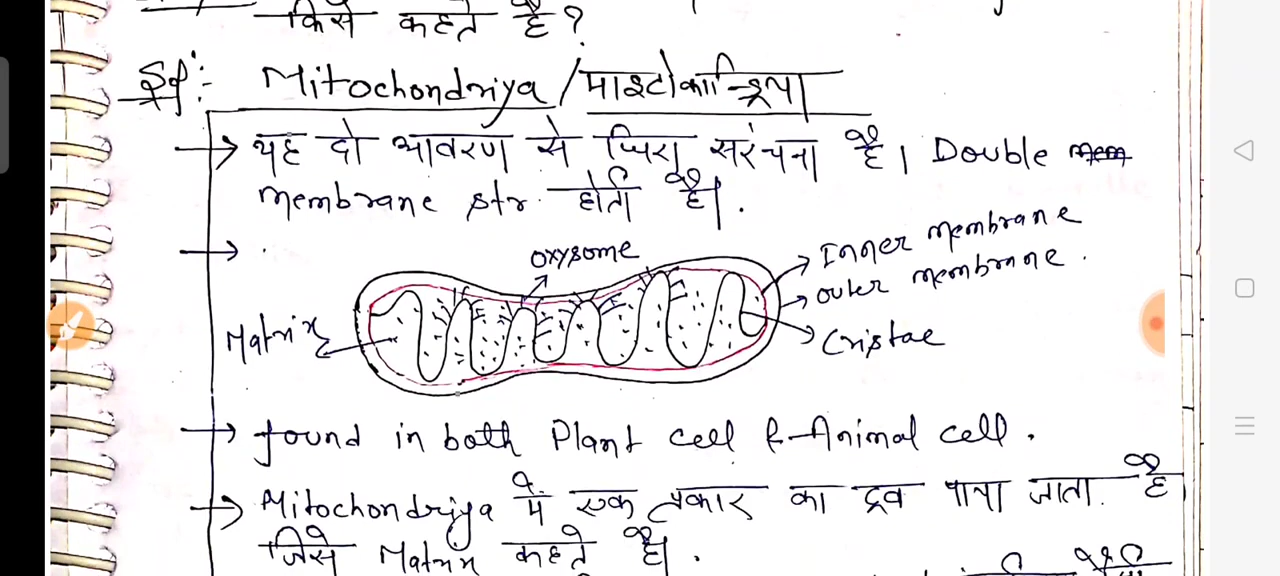 किसे कहते है?
Mitochondriya / माइटोकान्ड्रिया
→ यह दो आवरण से घिरा संरचना है। Double
membrane str. होती है।
→ .
oxysome
Inner membrane
outer membrane.
Matrix
Cristae
→ found in both Plant cell & Animal cell.
→ Mitochondriya में एक प्रकार का द्रव पाया जाता है
जिसे Matrix कहते है।